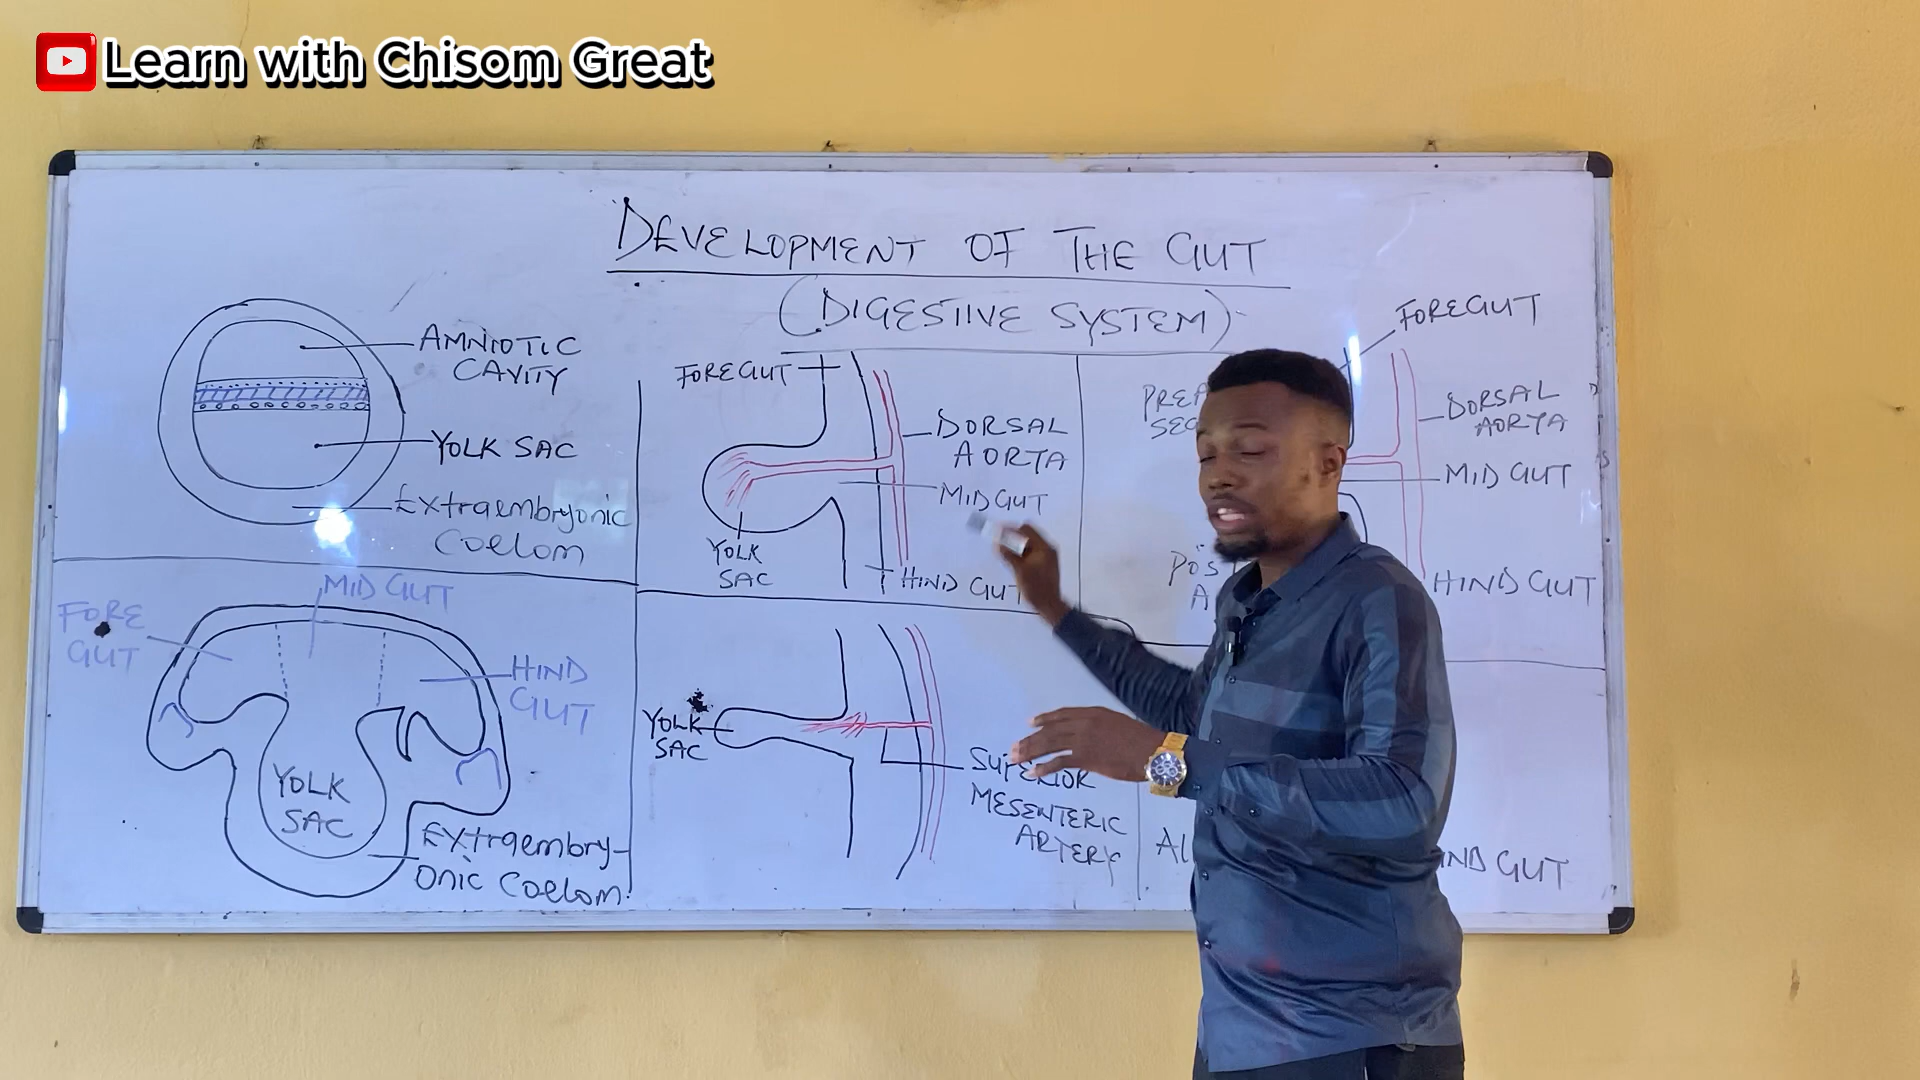 Learn with Chisom Great
DEVELOPMENT OF THE GUT
(DIGESTIVE SYSTEM)
AMNIOTIC
CAVITY
YOLK SAC
Extraembryonic
Coelom
FOREGUT
DORSAL
AORTA
MIDGUT
YOLK
SAC
HIND GUT
FOREGUT
DORSAL
AORTA
MID GUT
HIND GUT
MID GUT
FORE
GUT
HIND
GUT
YOLK
SAC
Extraembry-
onic Coelom
YOLK
SAC
SUPERIOR
MESENTERIC
ARTERY
GUT